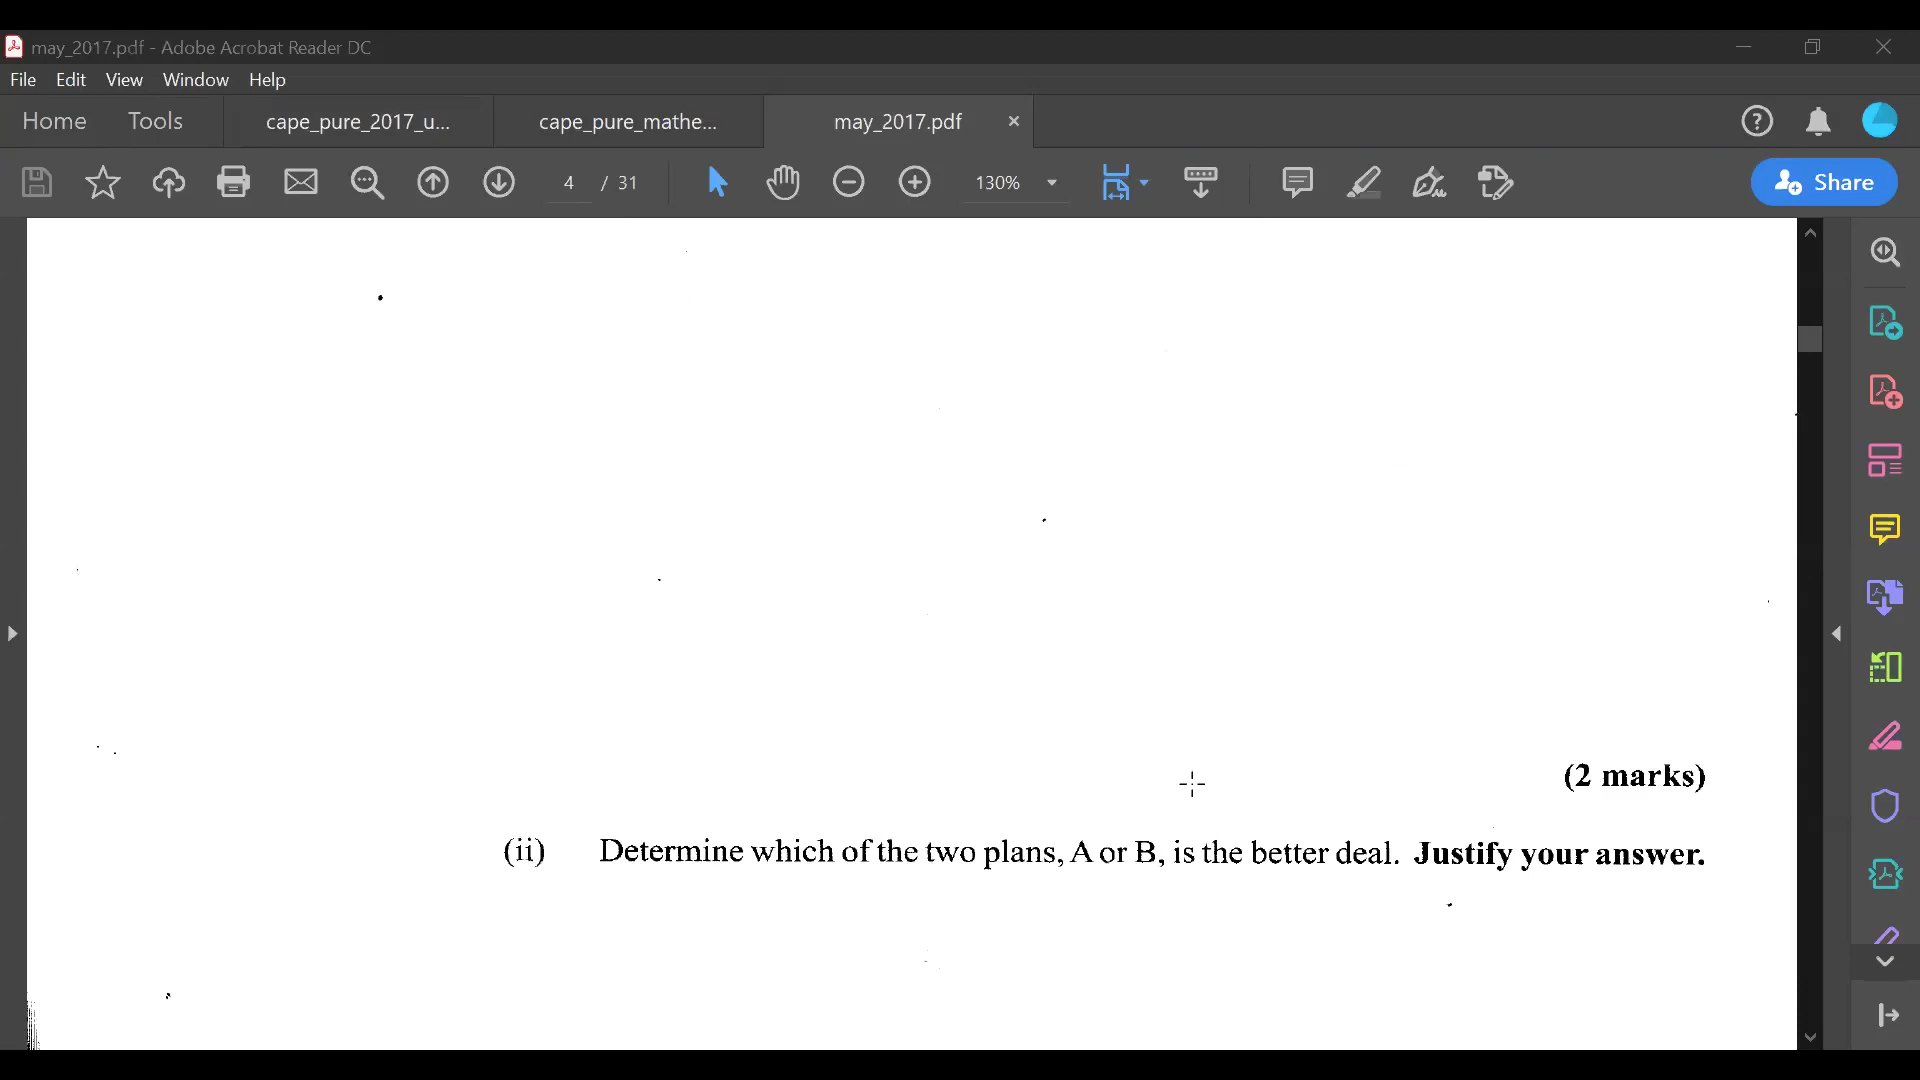 may_2017.pdf - Adobe Acrobat Reader DC
File Edit View Window Help
Home Tools cape_pure_2017_u... cape_pure_mathe... may_2017.pdf ×
4 / 31 130% Share
(2 marks)
(ii) Determine which of the two plans, A or B, is the better deal. Justify your answer.